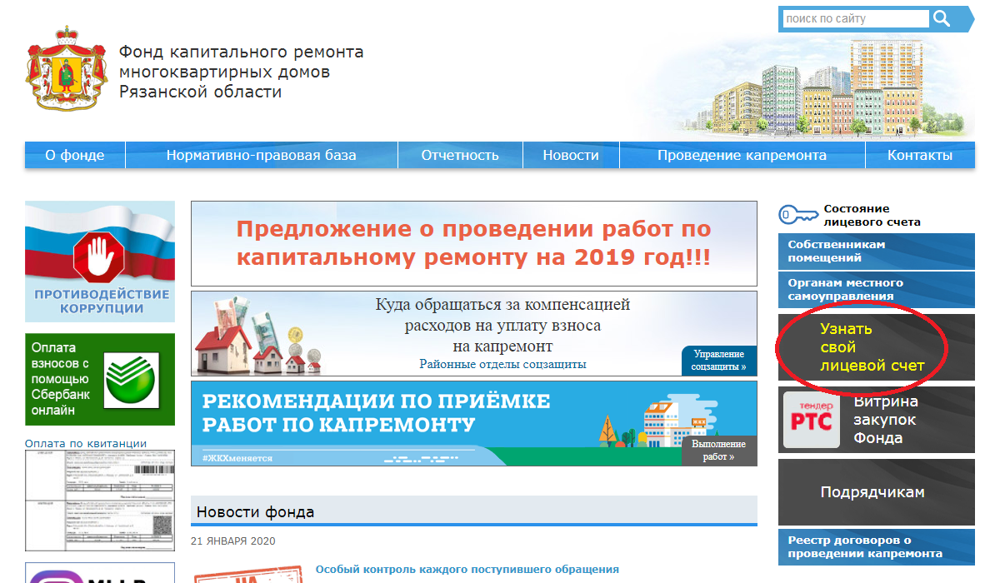 поиск по сайту
Фонд капитального ремонта
многоквартирных домов
Рязанской области
О фонде
Нормативно-правовая база
Отчетность
Новости
Проведение капремонта
Контакты
ПРОТИВОДЕЙСТВИЕ
КОРРУПЦИИ
Оплата
взносов с
помощью
Сбербанк
онлайн
Оплата по квитанции
Предложение о проведении работ по
капитальному ремонту на 2019 год!!!
Куда обращаться за компенсацией
расходов на уплату взноса
на капремонт
Районные отделы соцзащиты
Управление
соцзащиты »
РЕКОМЕНДАЦИИ ПО ПРИЁМКЕ
РАБОТ ПО КАПРЕМОНТУ
#ЖКХменяется
ЖКХ
Выполнение
работ »
Новости фонда
21 ЯНВАРЯ 2020
Особый контроль каждого поступившего обращения
Состояние
лицевого счета
Собственникам
помещений
Органам местного
самоуправления
Узнать
свой
лицевой счет
тендер
РТС
Витрина
закупок
Фонда
Подрядчикам
Реестр договоров о
проведении капремонта